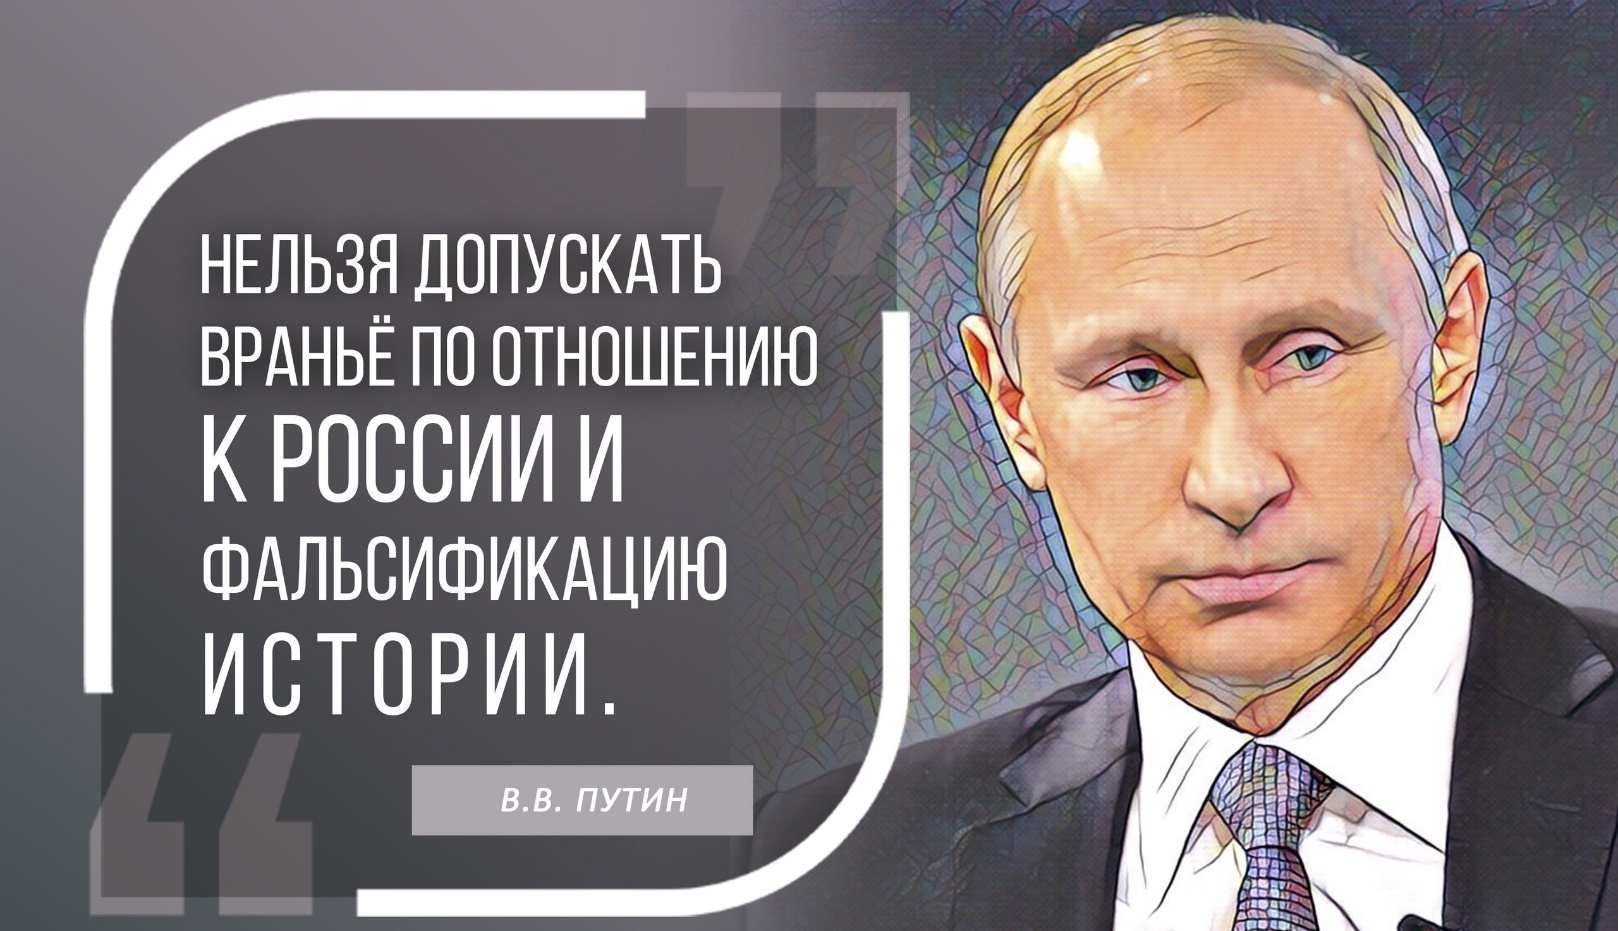 НЕЛЬЗЯ ДОПУСКАТЬ
ВРАНЬЁ ПО ОТНОШЕНИЮ
К РОССИИ И
ФАЛЬСИФИКАЦИЮ
ИСТОРИИ.
В.В. ПУТИН